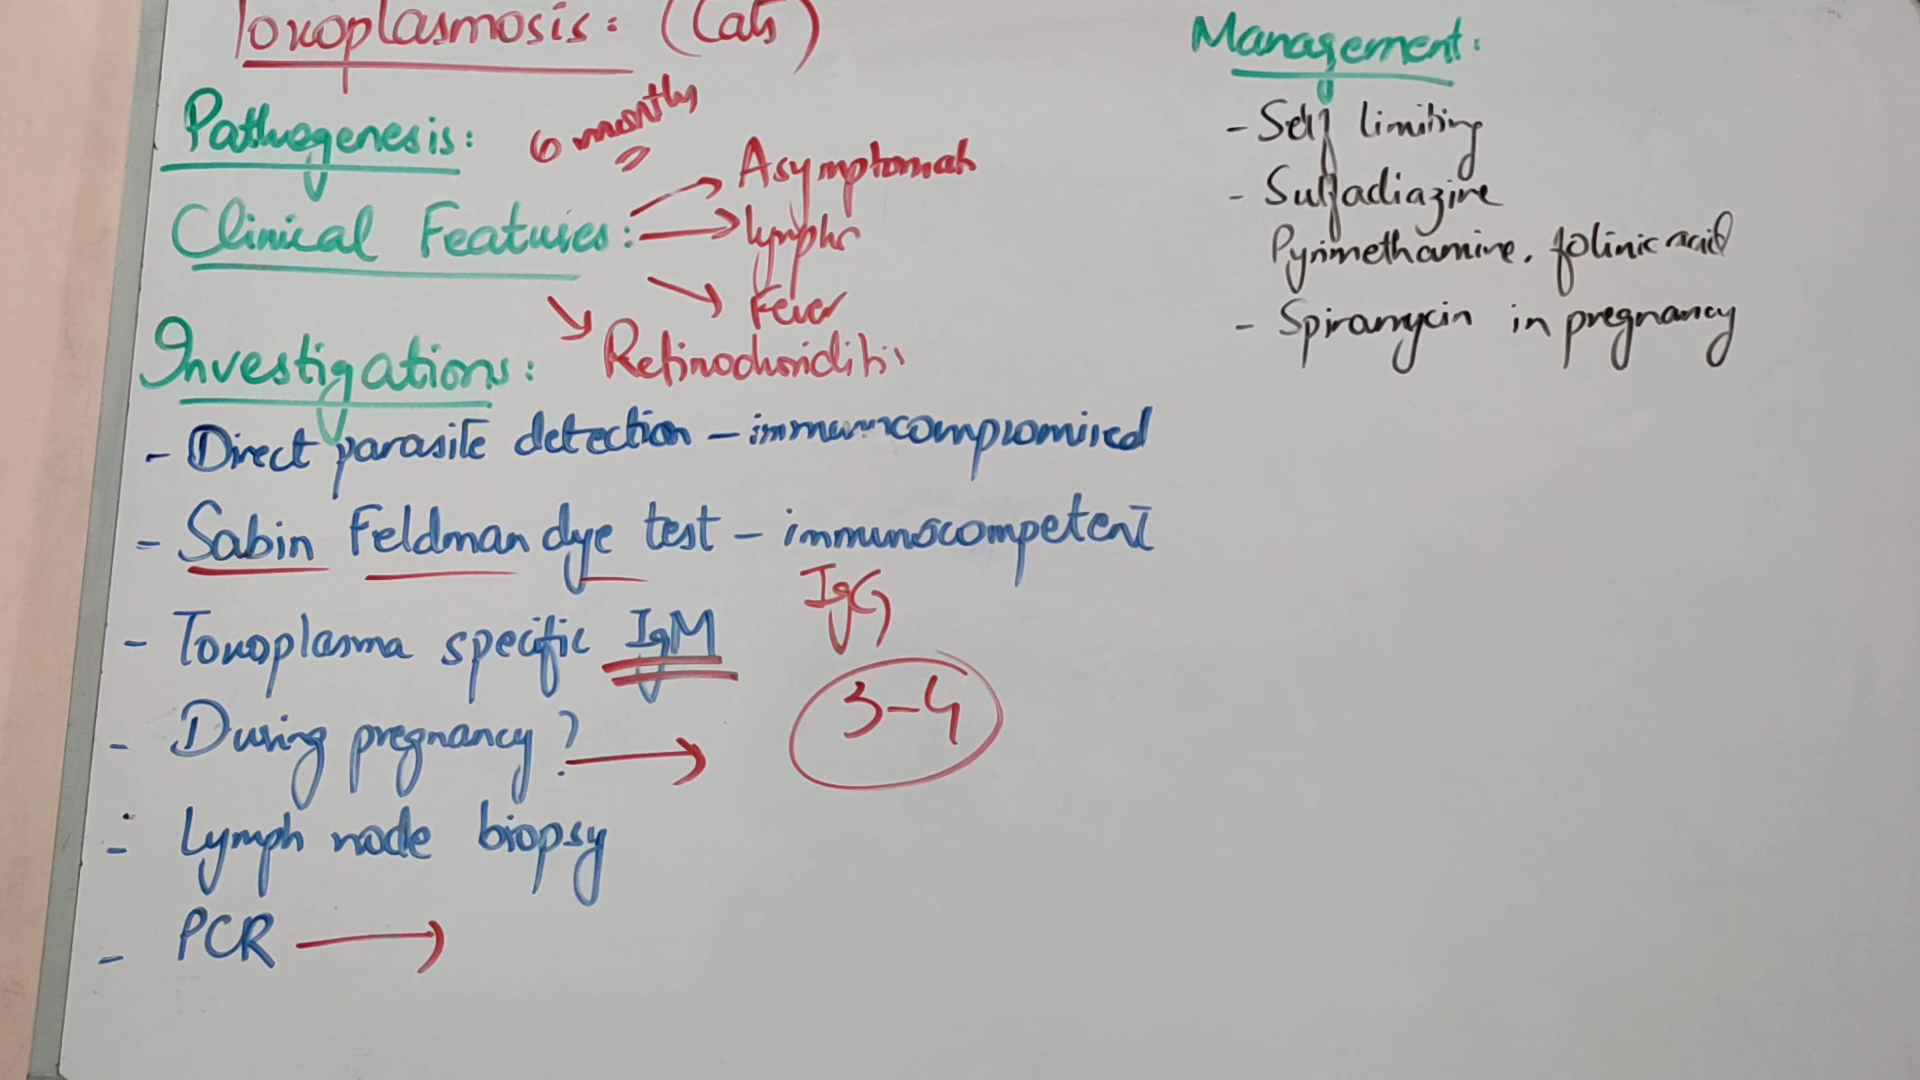 Toxoplasmosis: (Cats)
Pathogenesis:
6 months
Clinical Features:
Asymptomati
lympho
Fever
Retinochoroiditis
Investigations:
- Direct parasite detection - immunocompromised
- Sabin Feldman dye test - immunocompetent
- Toxoplasma specific IgM
IgG
- During pregnancy ?
3-4
- Lymph node biopsy
- PCR
Management:
- Self limiting
- Sulfadiazine
Pyrimethamine, folinic acid
- Spiramycin in pregnancy